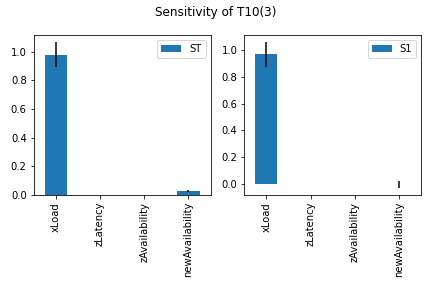 Sensitivity of T10(3)
ST
1.0
0.8
0.6
0.4
0.2
0.0
xLoad
zLatency
zAvailability
newAvailability
S1
1.0
0.8
0.6
0.4
0.2
0.0
xLoad
zLatency
zAvailability
newAvailability